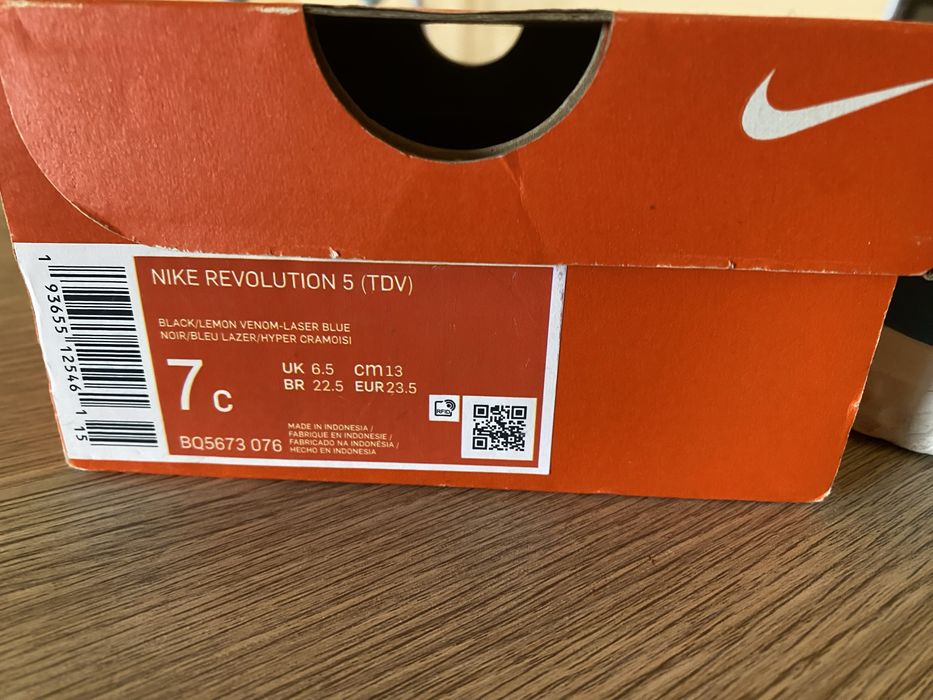 NIKE REVOLUTION 5 (TDV)
BLACK/LEMON VENOM-LASER BLUE
NOIR/BLEU LAZER/HYPER CRAMOISI
7 C
UK 6.5 cm 13
BR 22.5 EUR 23.5
RFID
BQ5673 076
MADE IN INDONESIA /
FABRIQUE EN INDONESIE /
FABRICADO NA INDONÉSIA /
HECHO EN INDONESIA
1 93655 12546 1 15